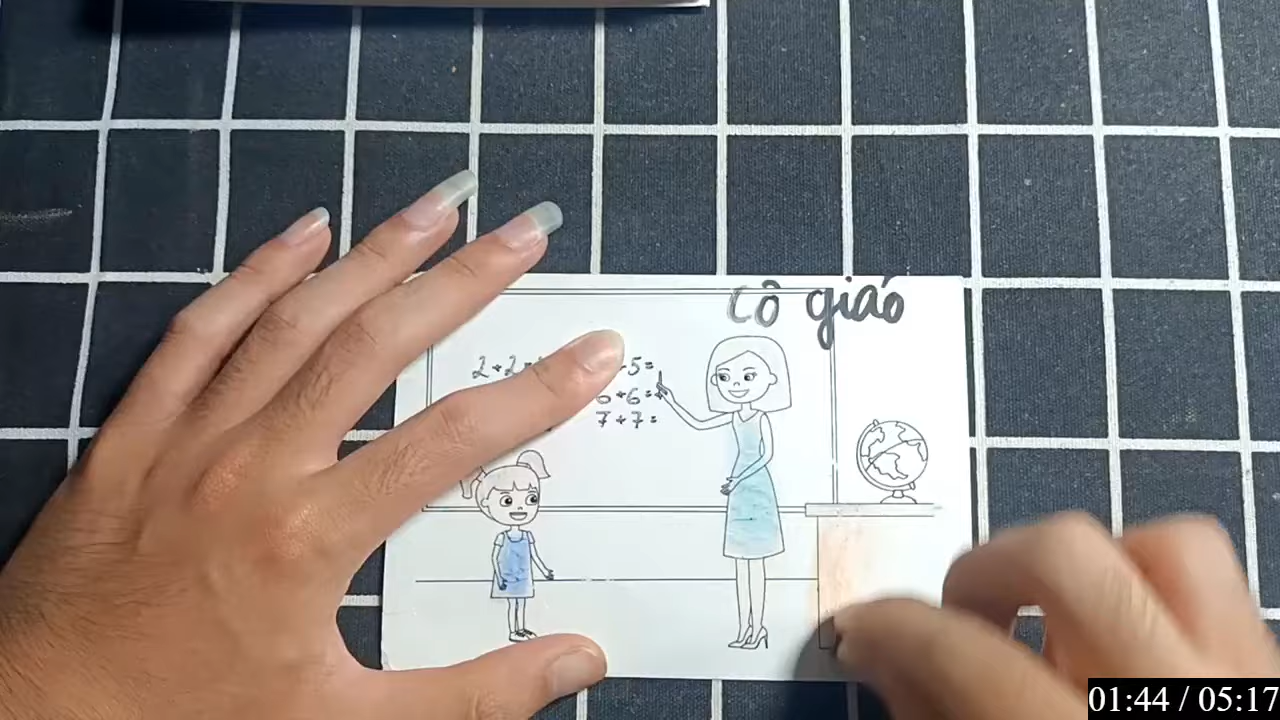 cô giáo
2+2=
+5=
6+6=
7+7=
01:44 / 05:17